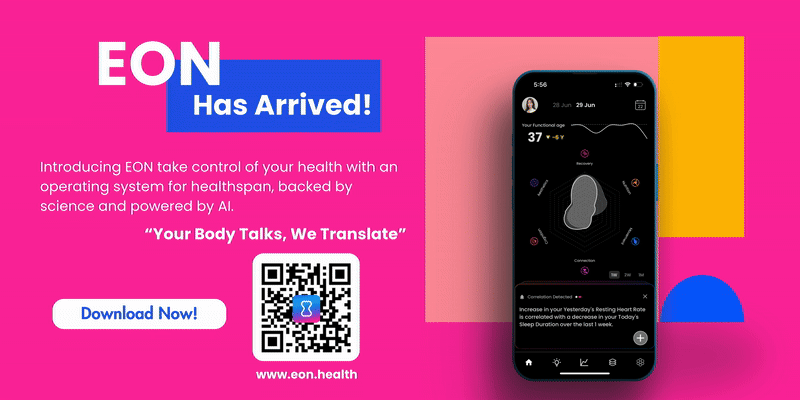 EON
Has Arrived!
Introducing EON take control of your health with an
operating system for healthspan, backed by
science and powered by AI.
“Your Body Talks, We Translate”
Download Now!
www.eon.health
5:56
28 Jun 29 Jun
Your Functional age
37 ▼ -6 Y
Recovery
Nutrition
Connection
Cognition
1W
Correlation Detected
Increase in your Yesterday's Resting Heart Rate
is correlated with a decrease in your Today's
Sleep Duration over the last 1 week.